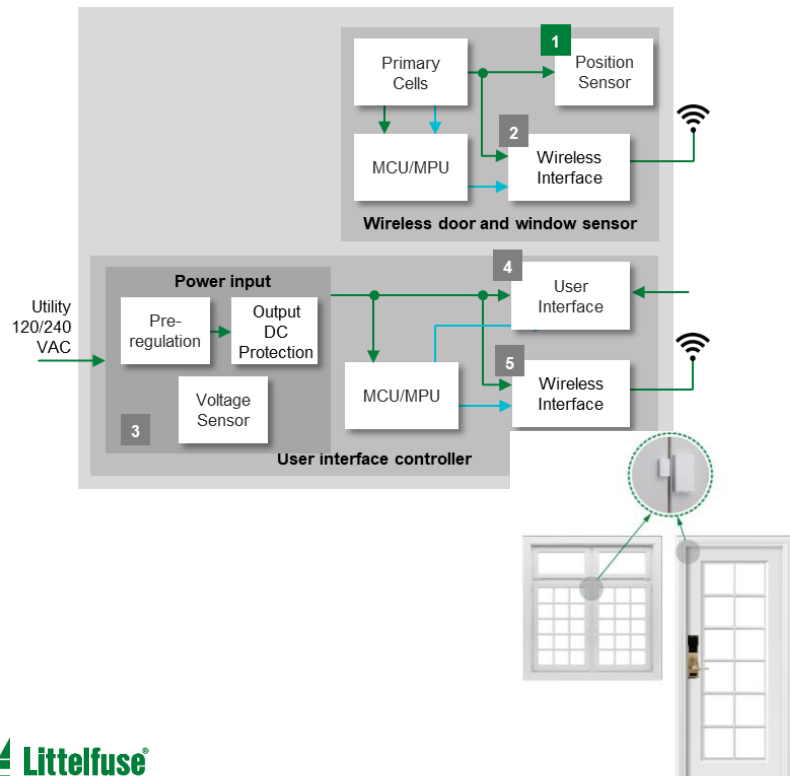 1
Primary
Cells
Position
Sensor
2
MCU/MPU
Wireless
Interface
Wireless door and window sensor
Power input
4
User
Interface
Utility
120/240
VAC
Pre-
regulation
Output
DC
Protection
5
MCU/MPU
Wireless
Interface
Voltage
Sensor
3
User interface controller
Littelfuse®